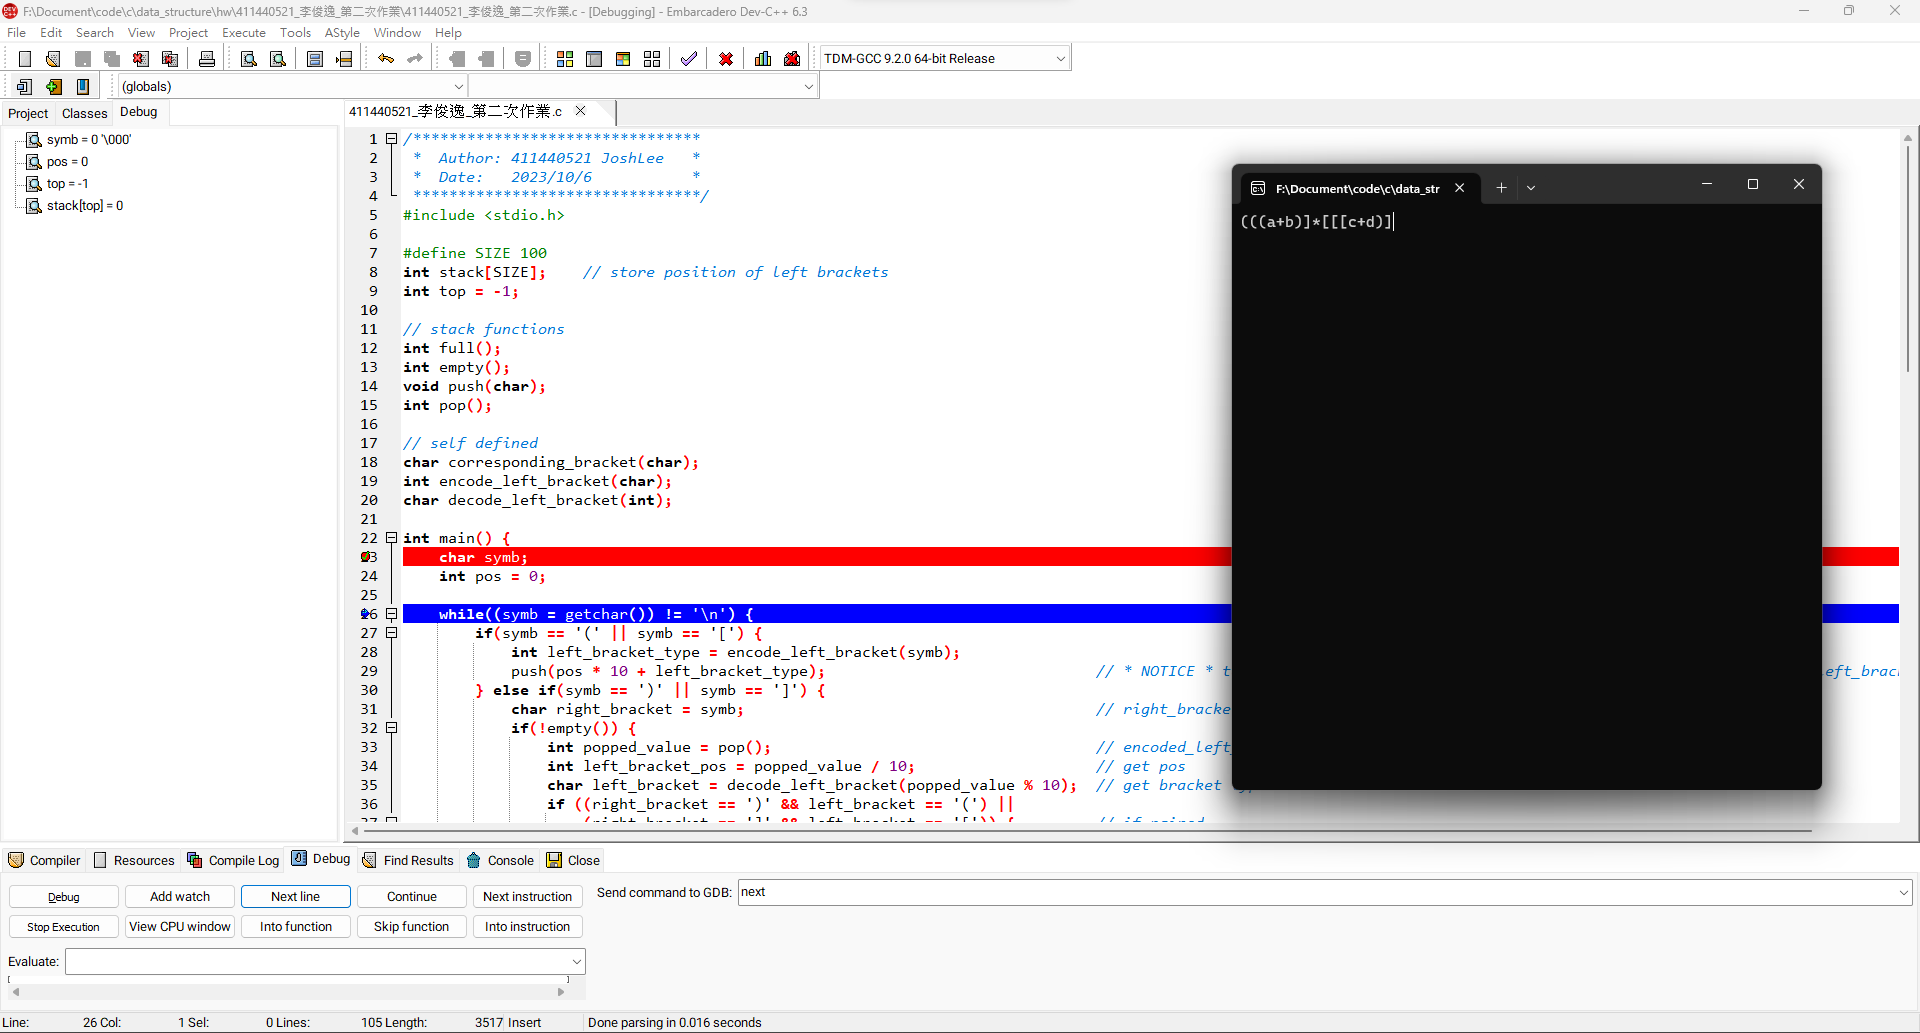 F:\Document\code\c\data_structure\hw\411440521_李俊逸_第二次作業\411440521_李俊逸_第二次作業.c - [Debugging] - Embarcadero Dev-C++ 6.3
File Edit Search View Project Execute Tools AStyle Window Help
TDM-GCC 9.2.0 64-bit Release
(globals)
Project Classes Debug
symb = 0 '\000'
pos = 0
top = -1
stack[top] = 0
411440521_李俊逸_第二次作業.c
1 /********************************
2 * Author: 411440521 JoshLee *
3 * Date: 2023/10/6 *
4 ********************************/
5 #include <stdio.h>
6
7 #define SIZE 100
8 int stack[SIZE]; // store position of left brackets
9 int top = -1;
10
11 // stack functions
12 int full();
13 int empty();
14 void push(char);
15 int pop();
16
17 // self defined
18 char corresponding_bracket(char);
19 int encode_left_bracket(char);
20 char decode_left_bracket(int);
21
22 int main() {
23 char symb;
24 int pos = 0;
25
26 while((symb = getchar()) != '\n') {
27 if(symb == '(' || symb == '[') {
28 int left_bracket_type = encode_left_bracket(symb);
29 push(pos * 10 + left_bracket_type); // * NOTICE * t
30 } else if(symb == ')' || symb == ']') {
31 char right_bracket = symb; // right_bracke
32 if(!empty()) {
33 int popped_value = pop(); // encoded_left_
34 int left_bracket_pos = popped_value / 10; // get pos
35 char left_bracket = decode_left_bracket(popped_value % 10); // get bracket
36 if ((right_bracket == ')' && left_bracket == '(') ||
F:\Document\code\c\data_str
(((a+b)]*[[[c+d)]
Compiler Resources Compile Log Debug Find Results Console Close
Debug Add watch Next line Continue Next instruction
Stop Execution View CPU window Into function Skip function Into instruction
Send command to GDB: next
Evaluate:
Line: 26 Col: 1 Sel: 0 Lines: 105 Length: 3517 Insert Done parsing in 0.016 seconds